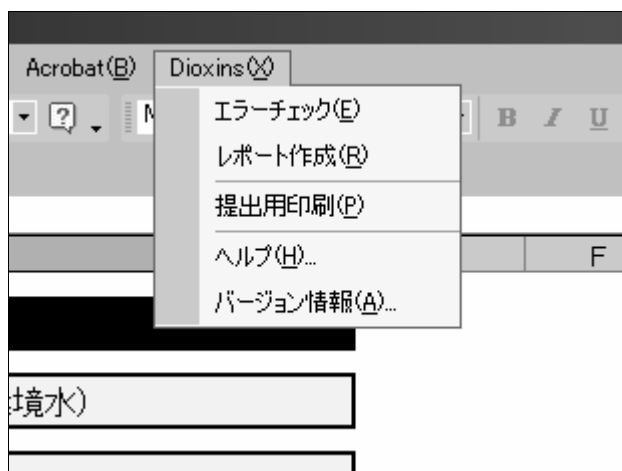 Acrobat(B) Dioxins(X)
B I U
エラーチェック(E)
レポート作成(R)
提出用印刷(P)
ヘルプ(H)...
F
バージョン情報(A)...
境水)